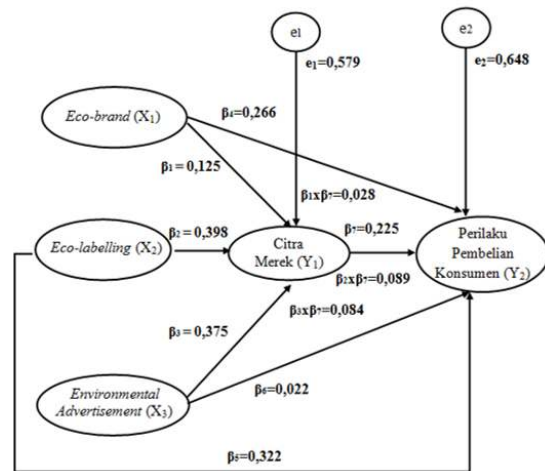 e1
e2
e₁=0,579
e₂=0,648
Eco-brand (X₁)
β₄=0,266
β₁ = 0,125
β₁xβ₇=0,028
Eco-labelling (X₂)
β₂ = 0,398
Citra
Merek (Y₁)
β₇=0,225
Perilaku
Pembelian
Konsumen (Y₂)
β₂xβ₇=0,089
β₃xβ₇=0,084
β₃ = 0,375
Environmental
Advertisement (X₃)
β₆=0,022
β₅=0,322